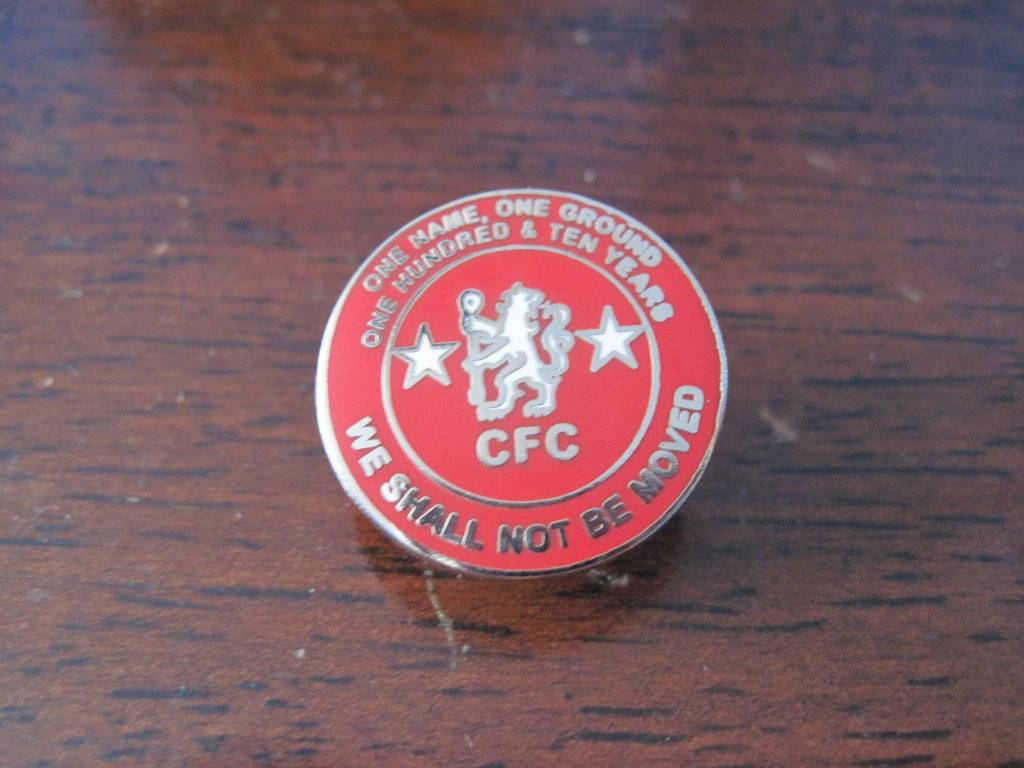 ONE NAME, ONE GROUND
ONE HUNDRED & TEN YEARS
CFC
WE SHALL NOT BE MOVED